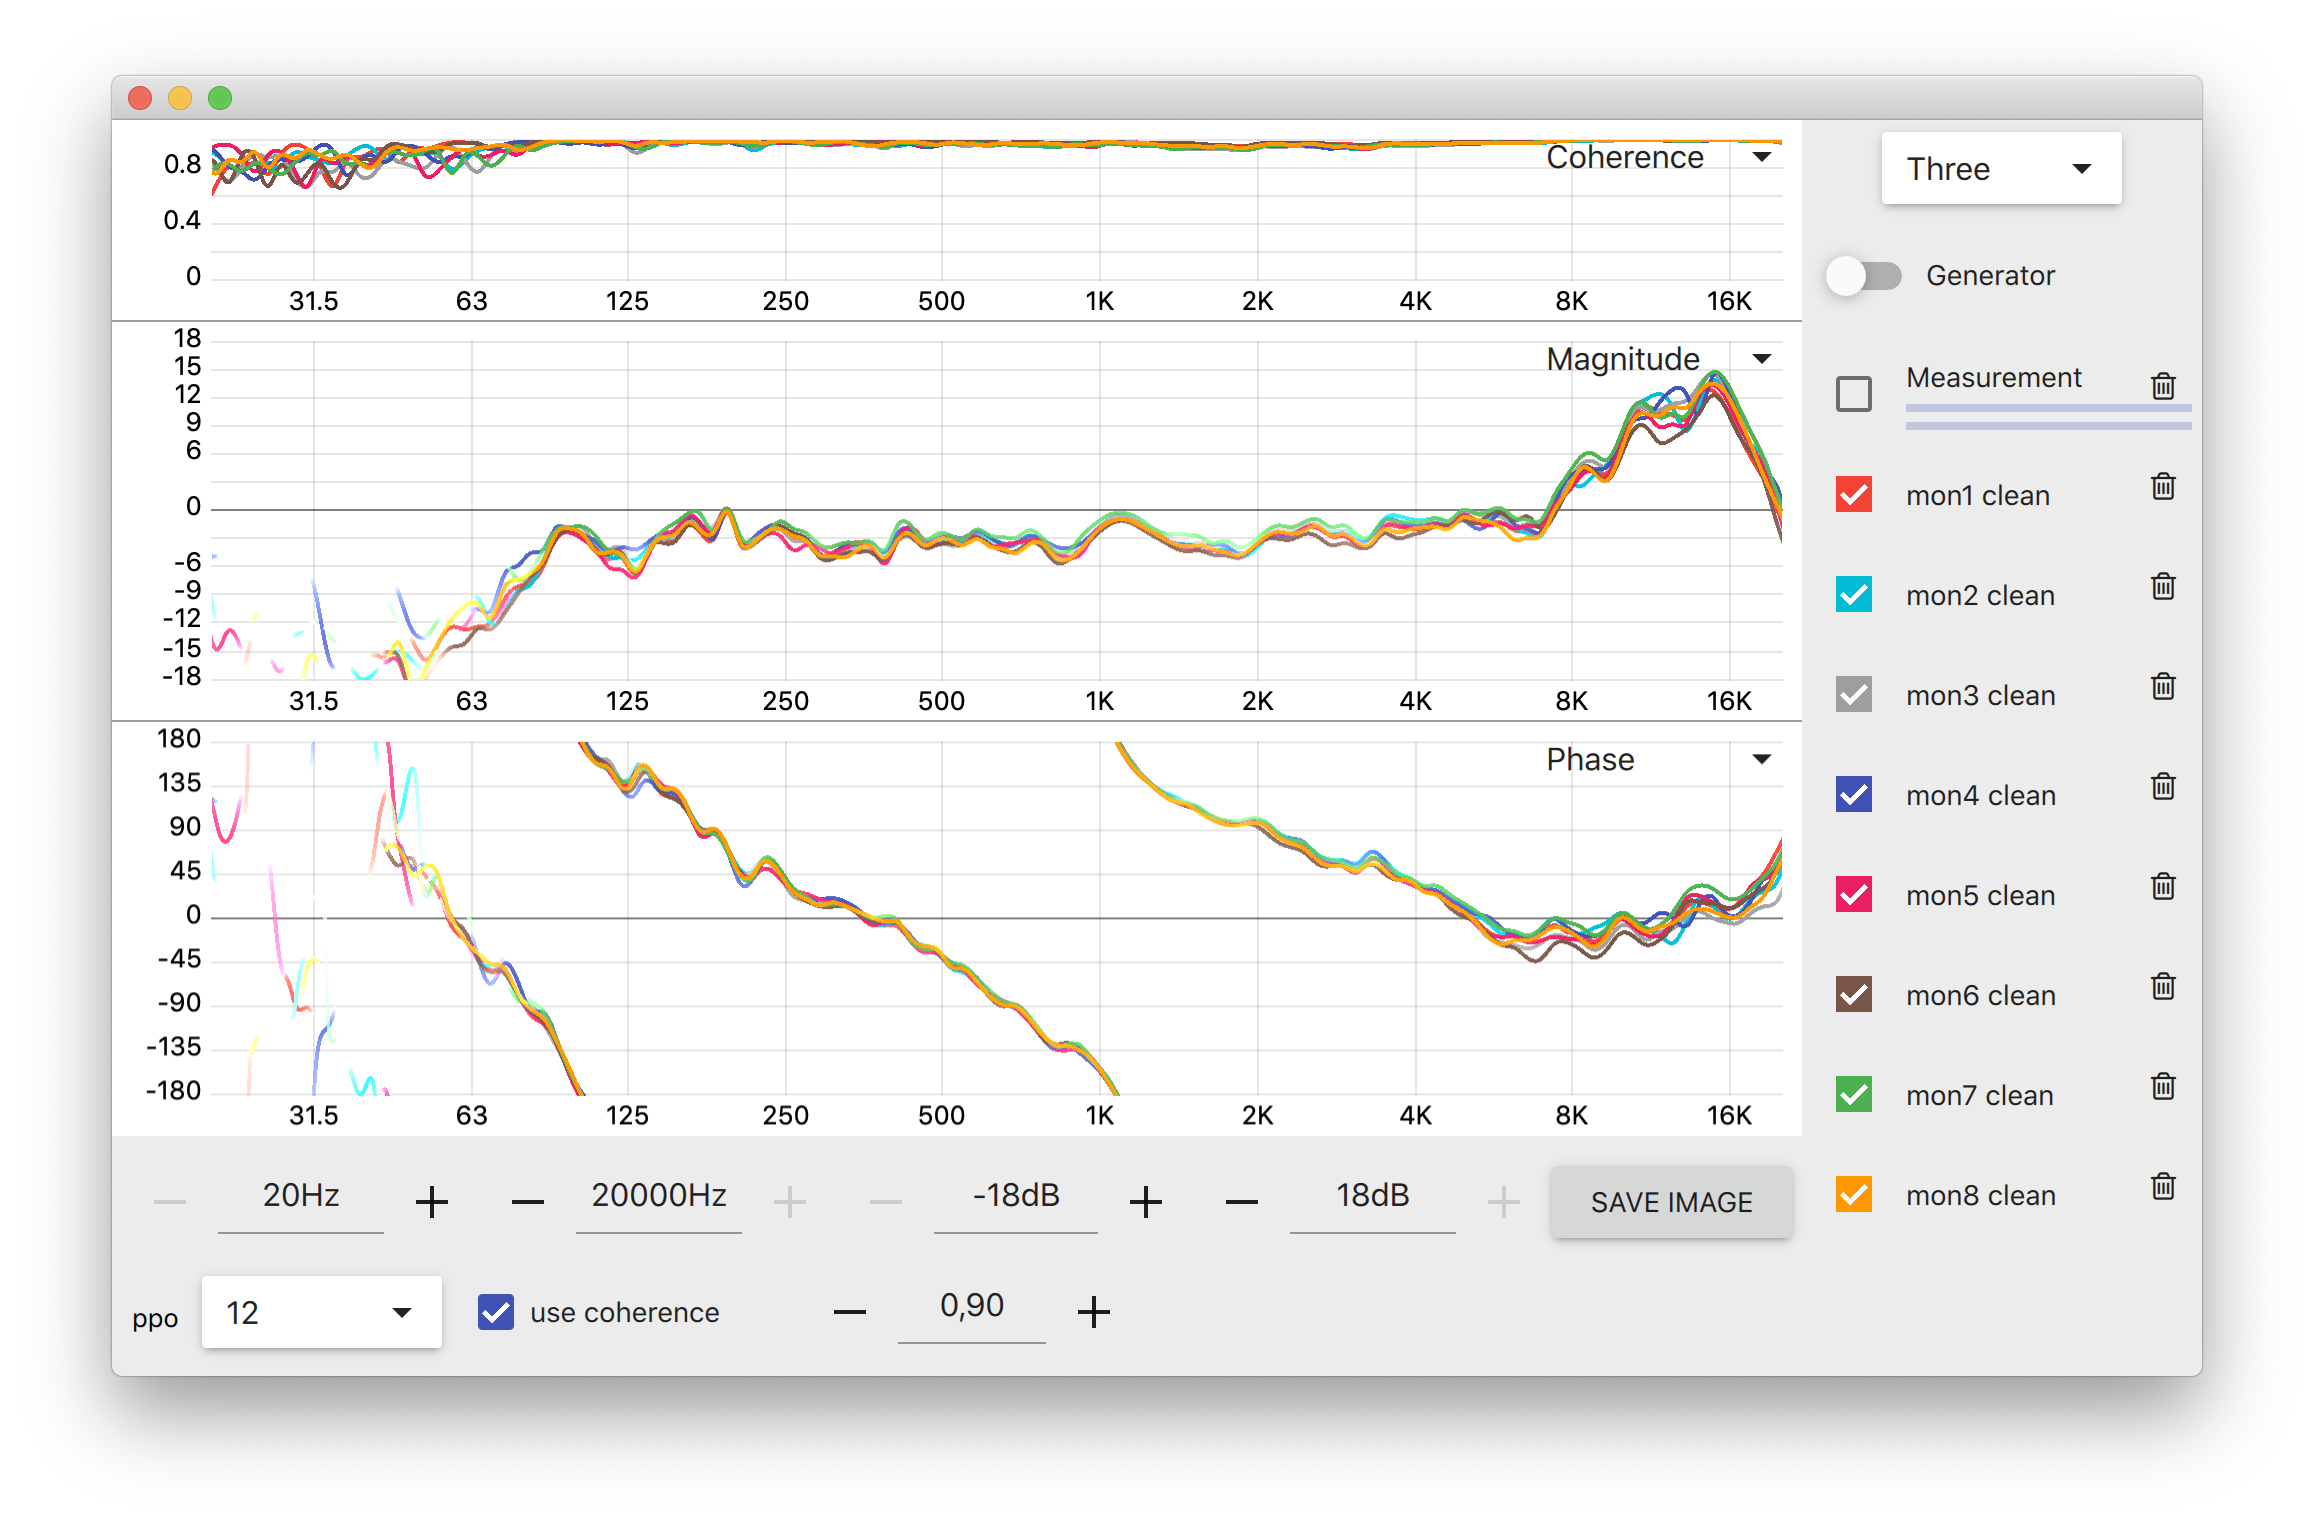 Coherence
0.8
0.4
0
31.5 63 125 250 500 1K 2K 4K 8K 16K
Magnitude
18
15
12
9
6
0
-6
-9
-12
-15
-18
31.5 63 125 250 500 1K 2K 4K 8K 16K
Phase
180
135
90
45
0
-45
-90
-135
-180
31.5 63 125 250 500 1K 2K 4K 8K 16K
20Hz 20000Hz -18dB 18dB SAVE IMAGE
ppo 12 use coherence 0,90
Three
Generator
Measurement
mon1 clean
mon2 clean
mon3 clean
mon4 clean
mon5 clean
mon6 clean
mon7 clean
mon8 clean